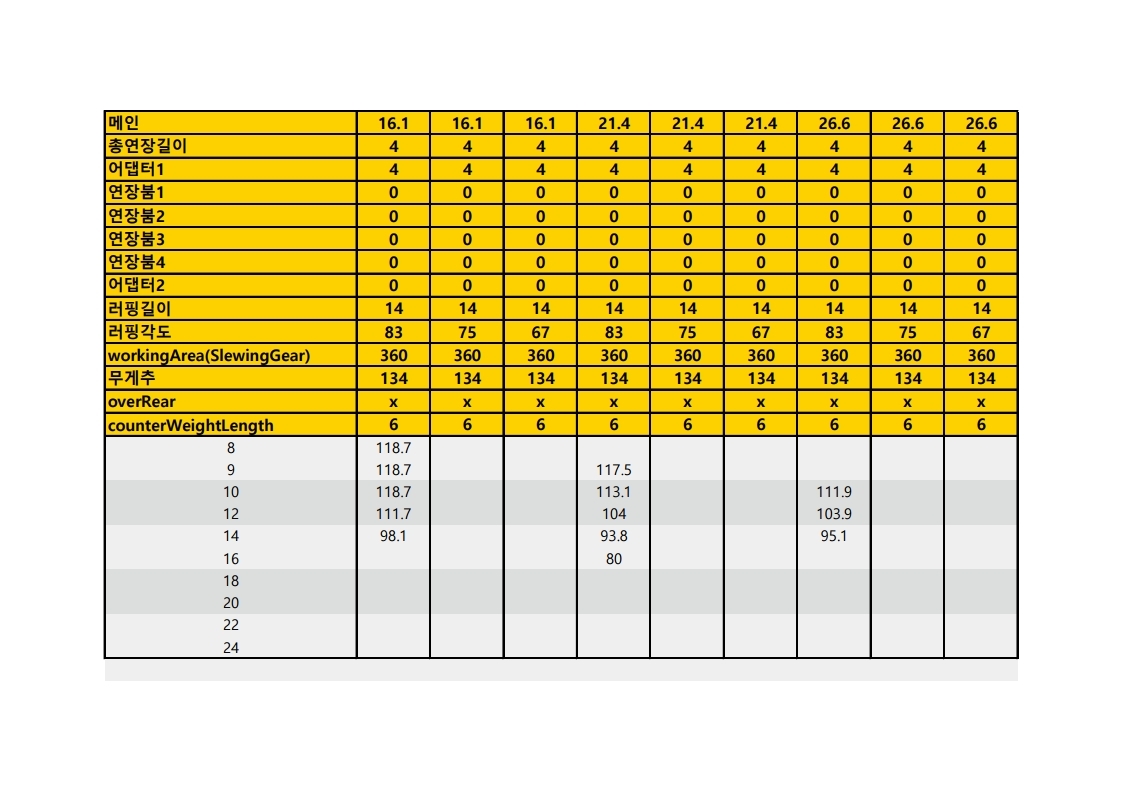 메인 16.1 16.1 16.1 21.4 21.4 21.4 26.6 26.6 26.6
총연장길이 4 4 4 4 4 4 4 4 4
어댑터1 4 4 4 4 4 4 4 4 4
연장붐1 0 0 0 0 0 0 0 0 0
연장붐2 0 0 0 0 0 0 0 0 0
연장붐3 0 0 0 0 0 0 0 0 0
연장붐4 0 0 0 0 0 0 0 0 0
어댑터2 0 0 0 0 0 0 0 0 0
러핑길이 14 14 14 14 14 14 14 14 14
러핑각도 83 75 67 83 75 67 83 75 67
workingArea(SlewingGear) 360 360 360 360 360 360 360 360 360
무게추 134 134 134 134 134 134 134 134 134
overRear x x x x x x x x x
counterWeightLength 6 6 6 6 6 6 6 6 6
8 118.7
9 118.7 117.5
10 118.7 113.1 111.9
12 111.7 104 103.9
14 98.1 93.8 95.1
16 80
18
20
22
24